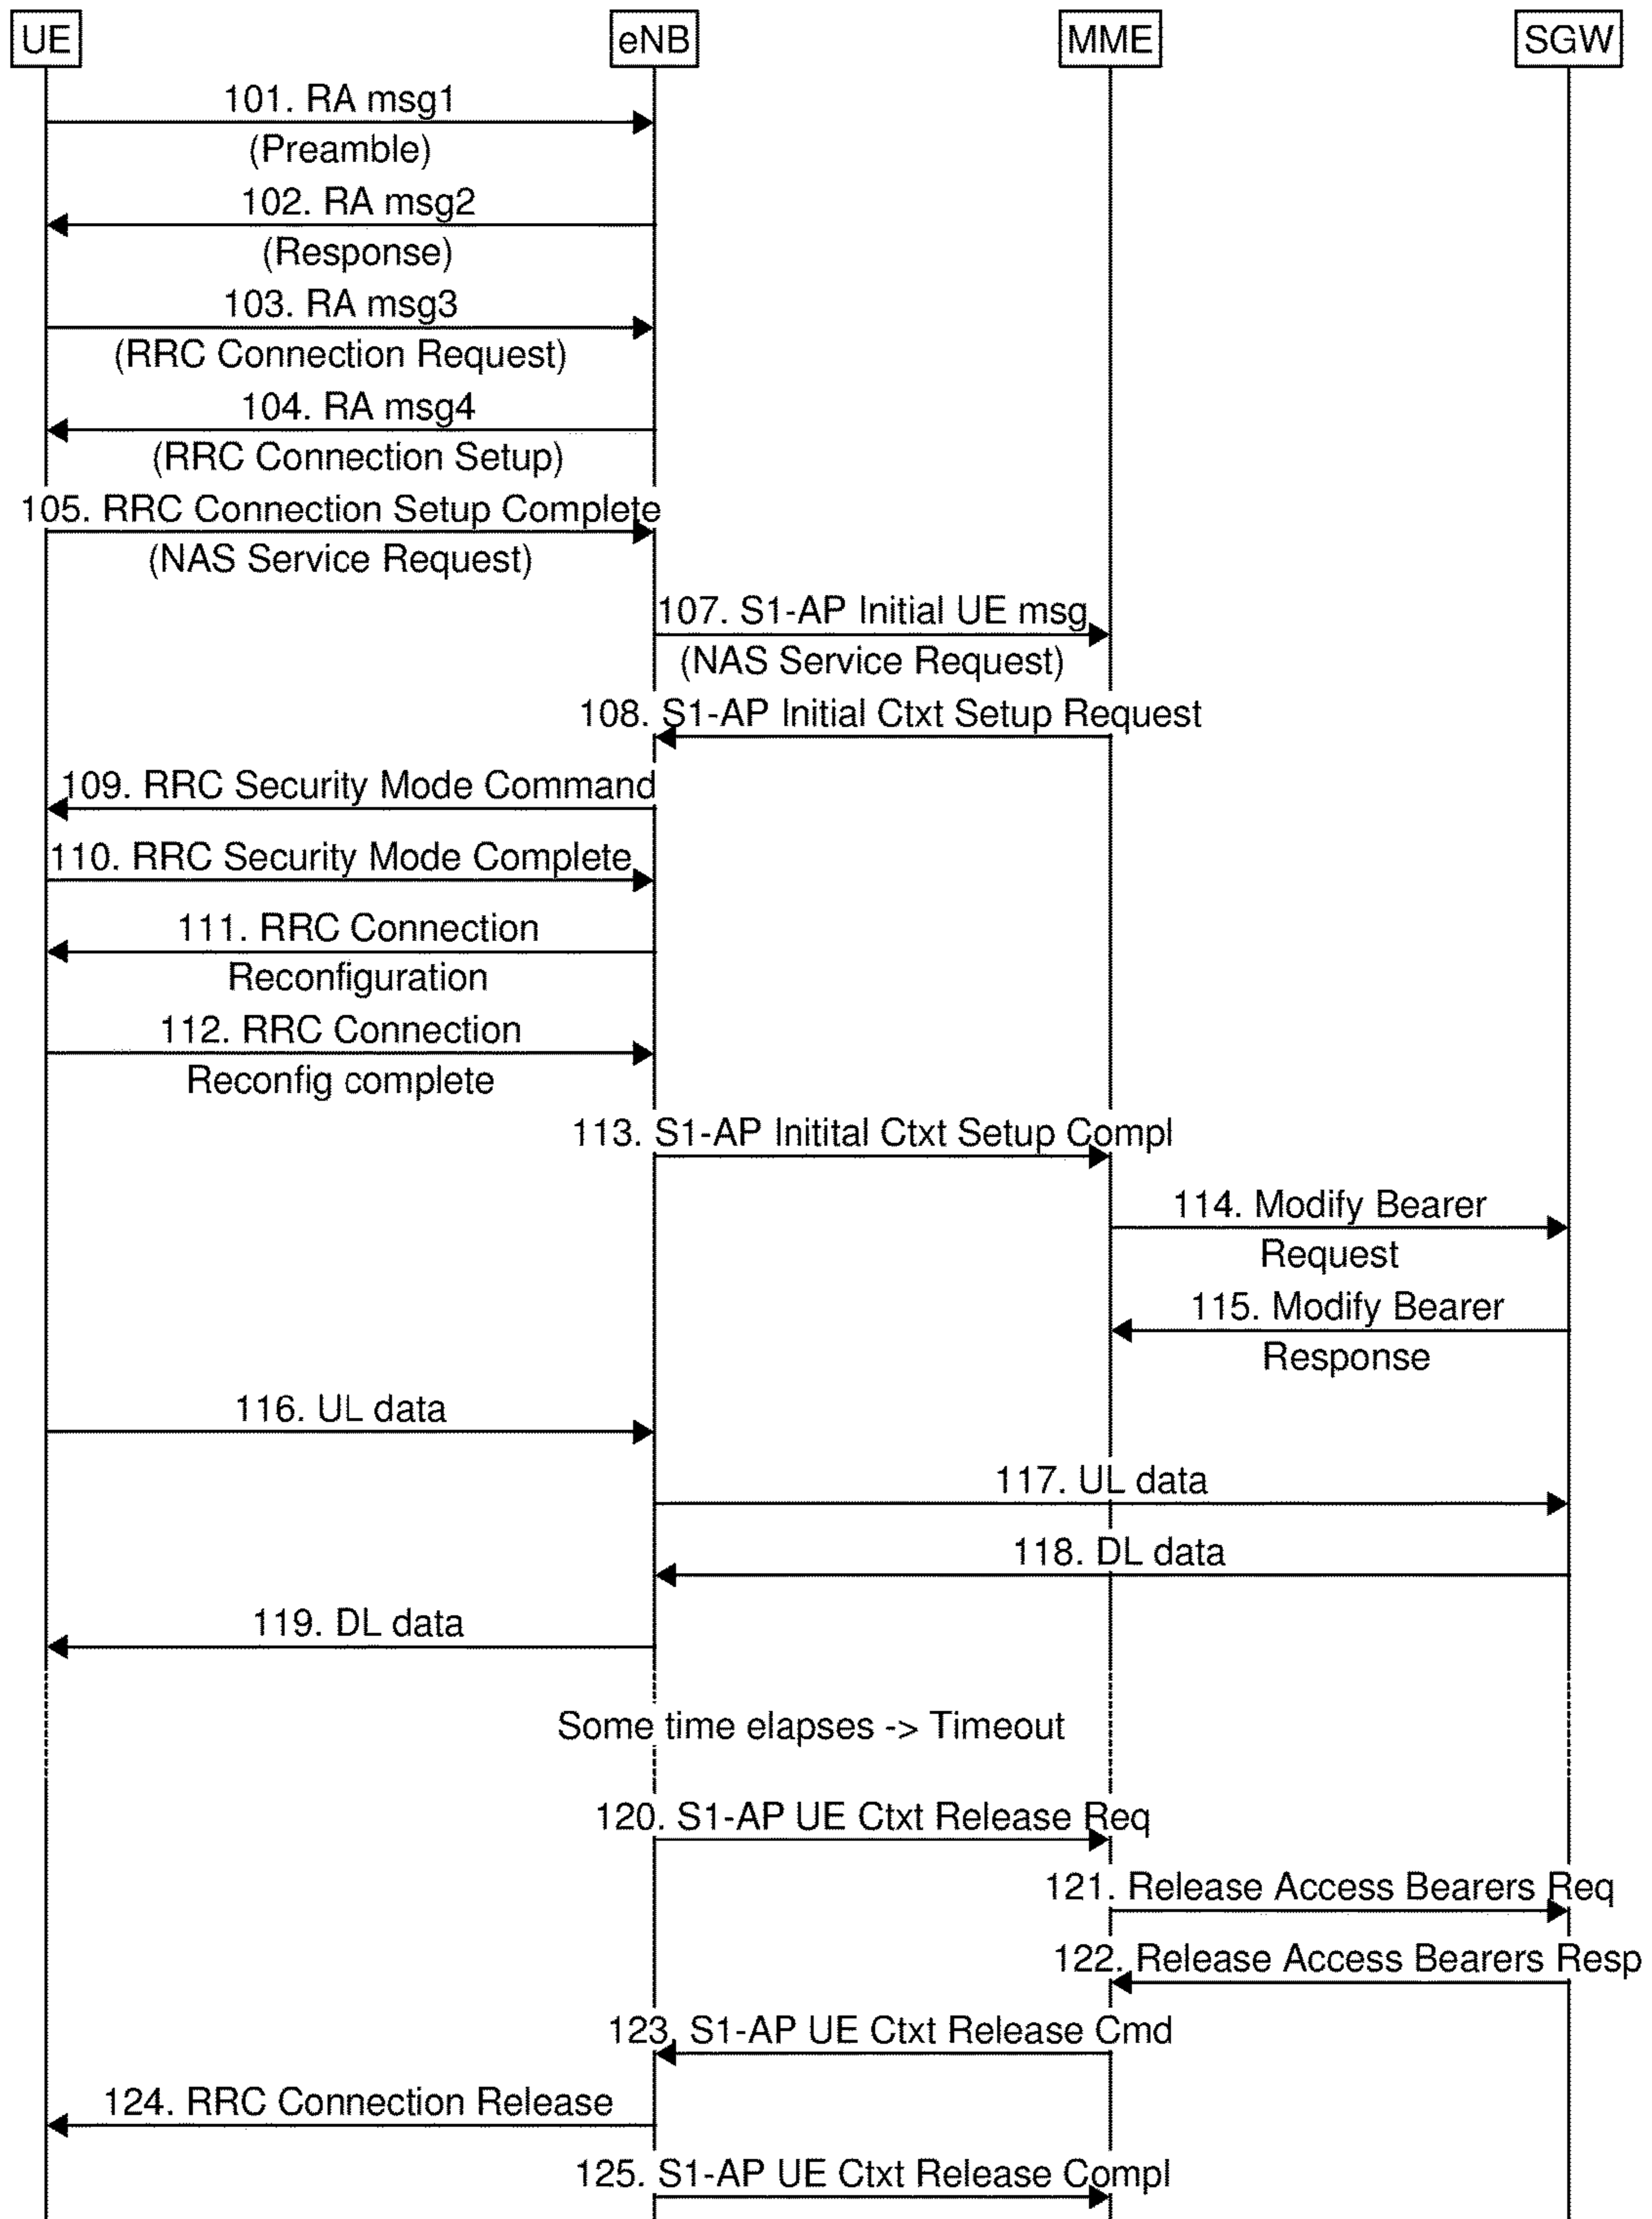 UE
eNB
MME
SGW
101. RA msg1
(Preamble)
102. RA msg2
(Response)
103. RA msg3
(RRC Connection Request)
104. RA msg4
(RRC Connection Setup)
105. RRC Connection Setup Complete
(NAS Service Request)
107. S1-AP Initial UE msg
(NAS Service Request)
108. S1-AP Initial Ctxt Setup Request
109. RRC Security Mode Command
110. RRC Security Mode Complete
111. RRC Connection
Reconfiguration
112. RRC Connection
Reconfig complete
113. S1-AP Initital Ctxt Setup Compl
114. Modify Bearer
Request
115. Modify Bearer
Response
116. UL data
117. UL data
118. DL data
119. DL data
Some time elapses -> Timeout
120. S1-AP UE Ctxt Release Req
121. Release Access Bearers Req
122. Release Access Bearers Resp
123. S1-AP UE Ctxt Release Cmd
124. RRC Connection Release
125. S1-AP UE Ctxt Release Compl